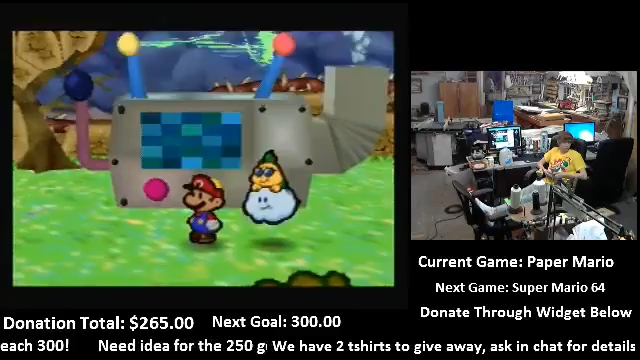 Current Game: Paper Mario
Next Game: Super Mario 64
Donate Through Widget Below
Donation Total: $265.00 Next Goal: 300.00
each 300! Need idea for the 250 g We have 2 tshirts to give away, ask in chat for details